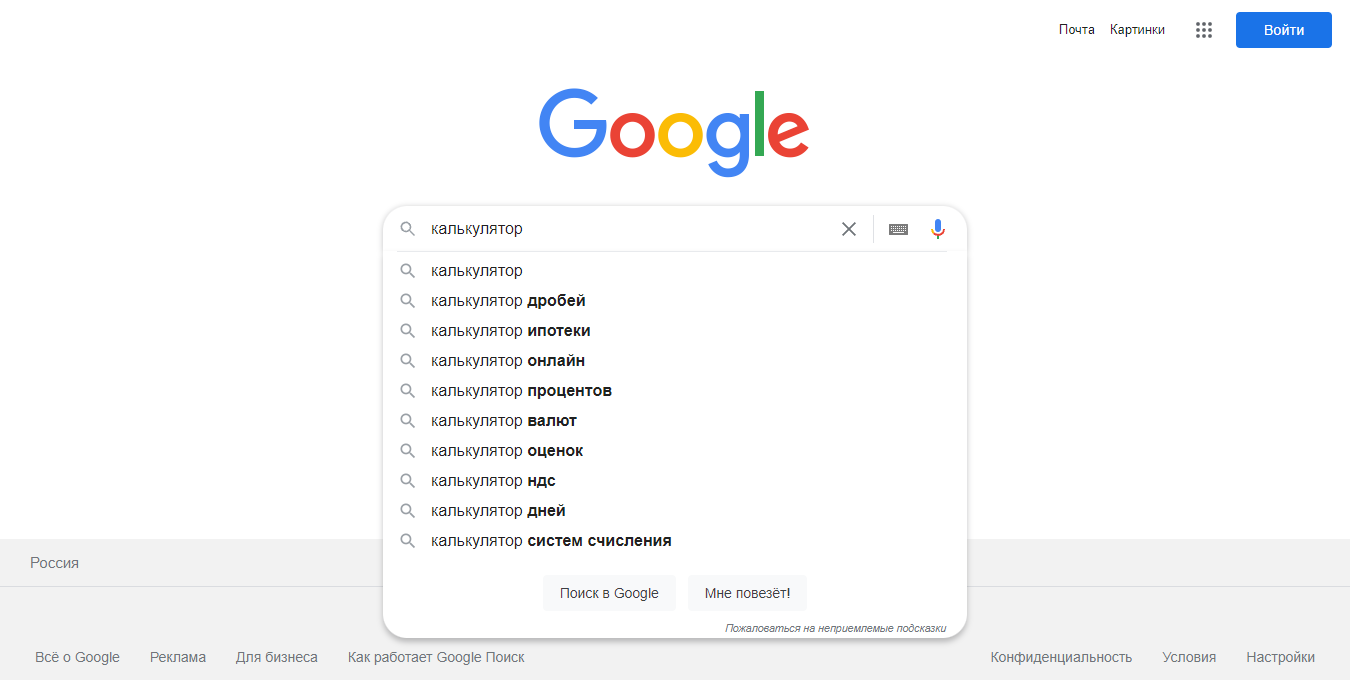 Почта Картинки Войти
Google
калькулятор
калькулятор
калькулятор дробей
калькулятор ипотеки
калькулятор онлайн
калькулятор процентов
калькулятор валют
калькулятор оценок
калькулятор ндс
калькулятор дней
калькулятор систем счисления
Россия
Поиск в Google Мне повезёт!
Пожаловаться на неприемлемые подсказки
Всё о Google Реклама Для бизнеса Как работает Google Поиск Конфиденциальность Условия Настройки